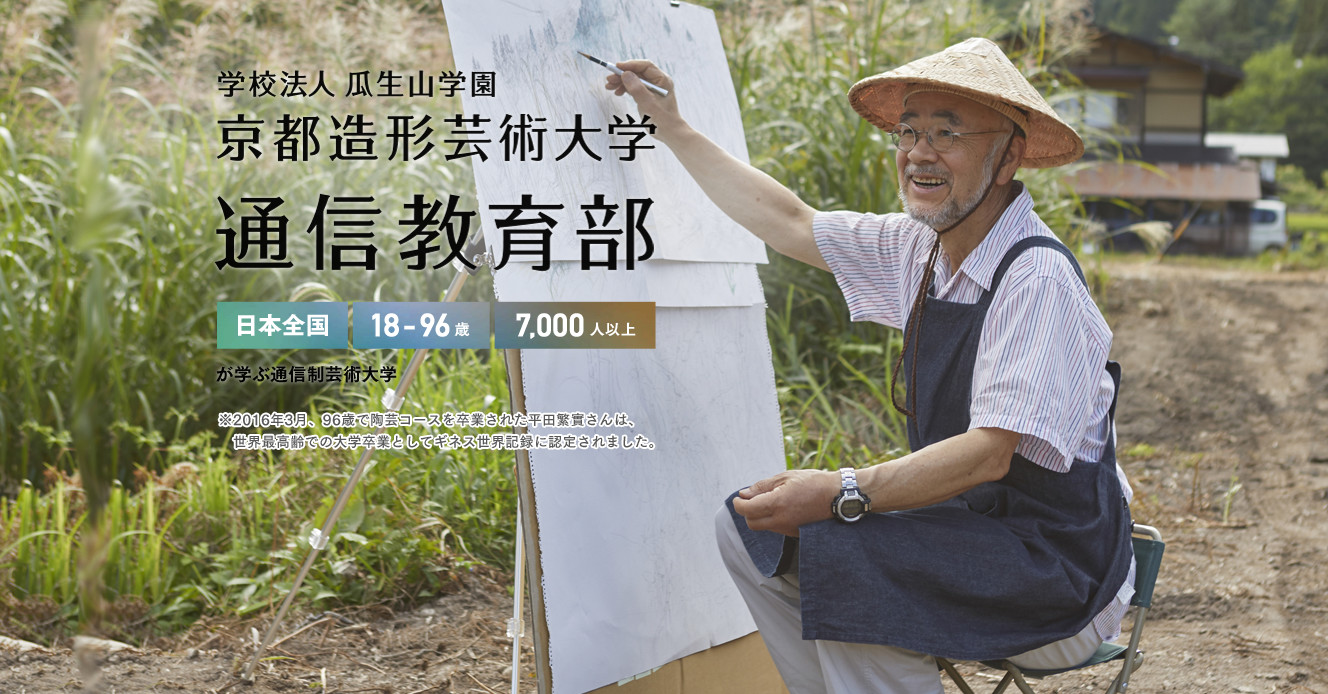 学校法人 瓜生山学園
京都造形芸術大学
通信教育部
日本全国 18-96歳 7,000人以上
が学ぶ通信制芸術大学
※2016年3月、96歳で陶芸コースを卒業された平田繁實さんは、
世界最高齢での大学卒業としてギネス世界記録に認定されました。